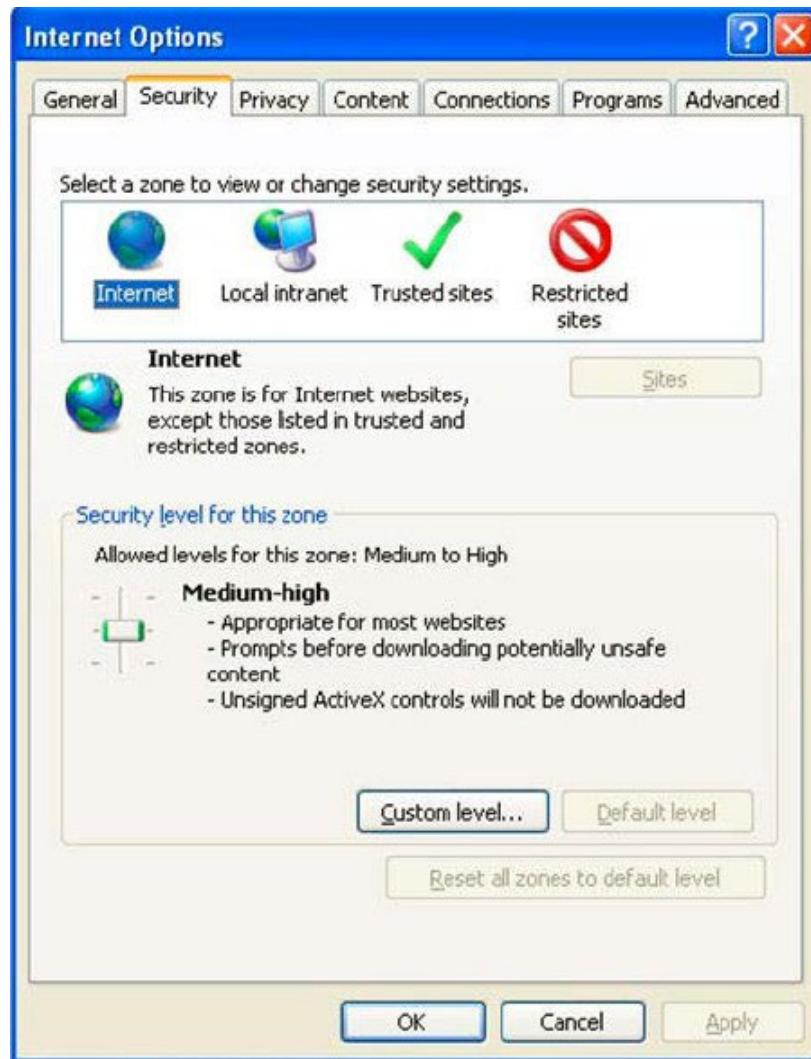 Internet Options
General Security Privacy Content Connections Programs Advanced
Select a zone to view or change security settings.
Internet Local intranet Trusted sites Restricted
sites
Internet
Sites
This zone is for Internet websites,
except those listed in trusted and
restricted zones.
Security level for this zone
Allowed levels for this zone: Medium to High
Medium-high
- Appropriate for most websites
- Prompts before downloading potentially unsafe
content
- Unsigned ActiveX controls will not be downloaded
Custom level... Default level
Reset all zones to default level
OK Cancel Apply